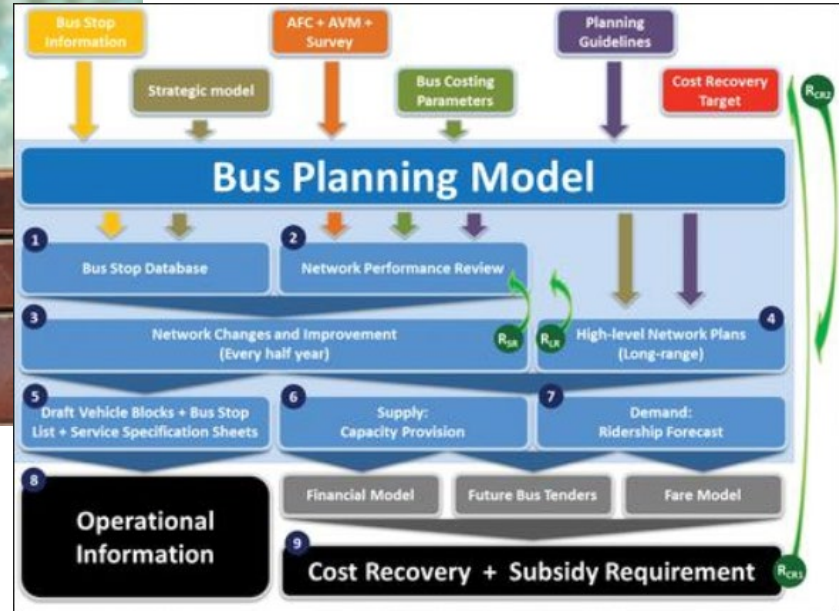 Bus Stop
Information
AFC + AVM +
Survey
Planning
Guidelines
Strategic model
Bus Costing
Parameters
Cost Recovery
Target
RCR2
Bus Planning Model
1
Bus Stop Database
2
Network Performance Review
3
Network Changes and Improvement
(Every half year)
RSR
RLR
High-level Network Plans
(Long-range)
4
5
Draft Vehicle Blocks + Bus Stop
List + Service Specification Sheets
6
Supply:
Capacity Provision
7
Demand:
Ridership Forecast
8
Operational
Information
Financial Model
Future Bus Tenders
Fare Model
9
Cost Recovery + Subsidy Requirement
RCR1